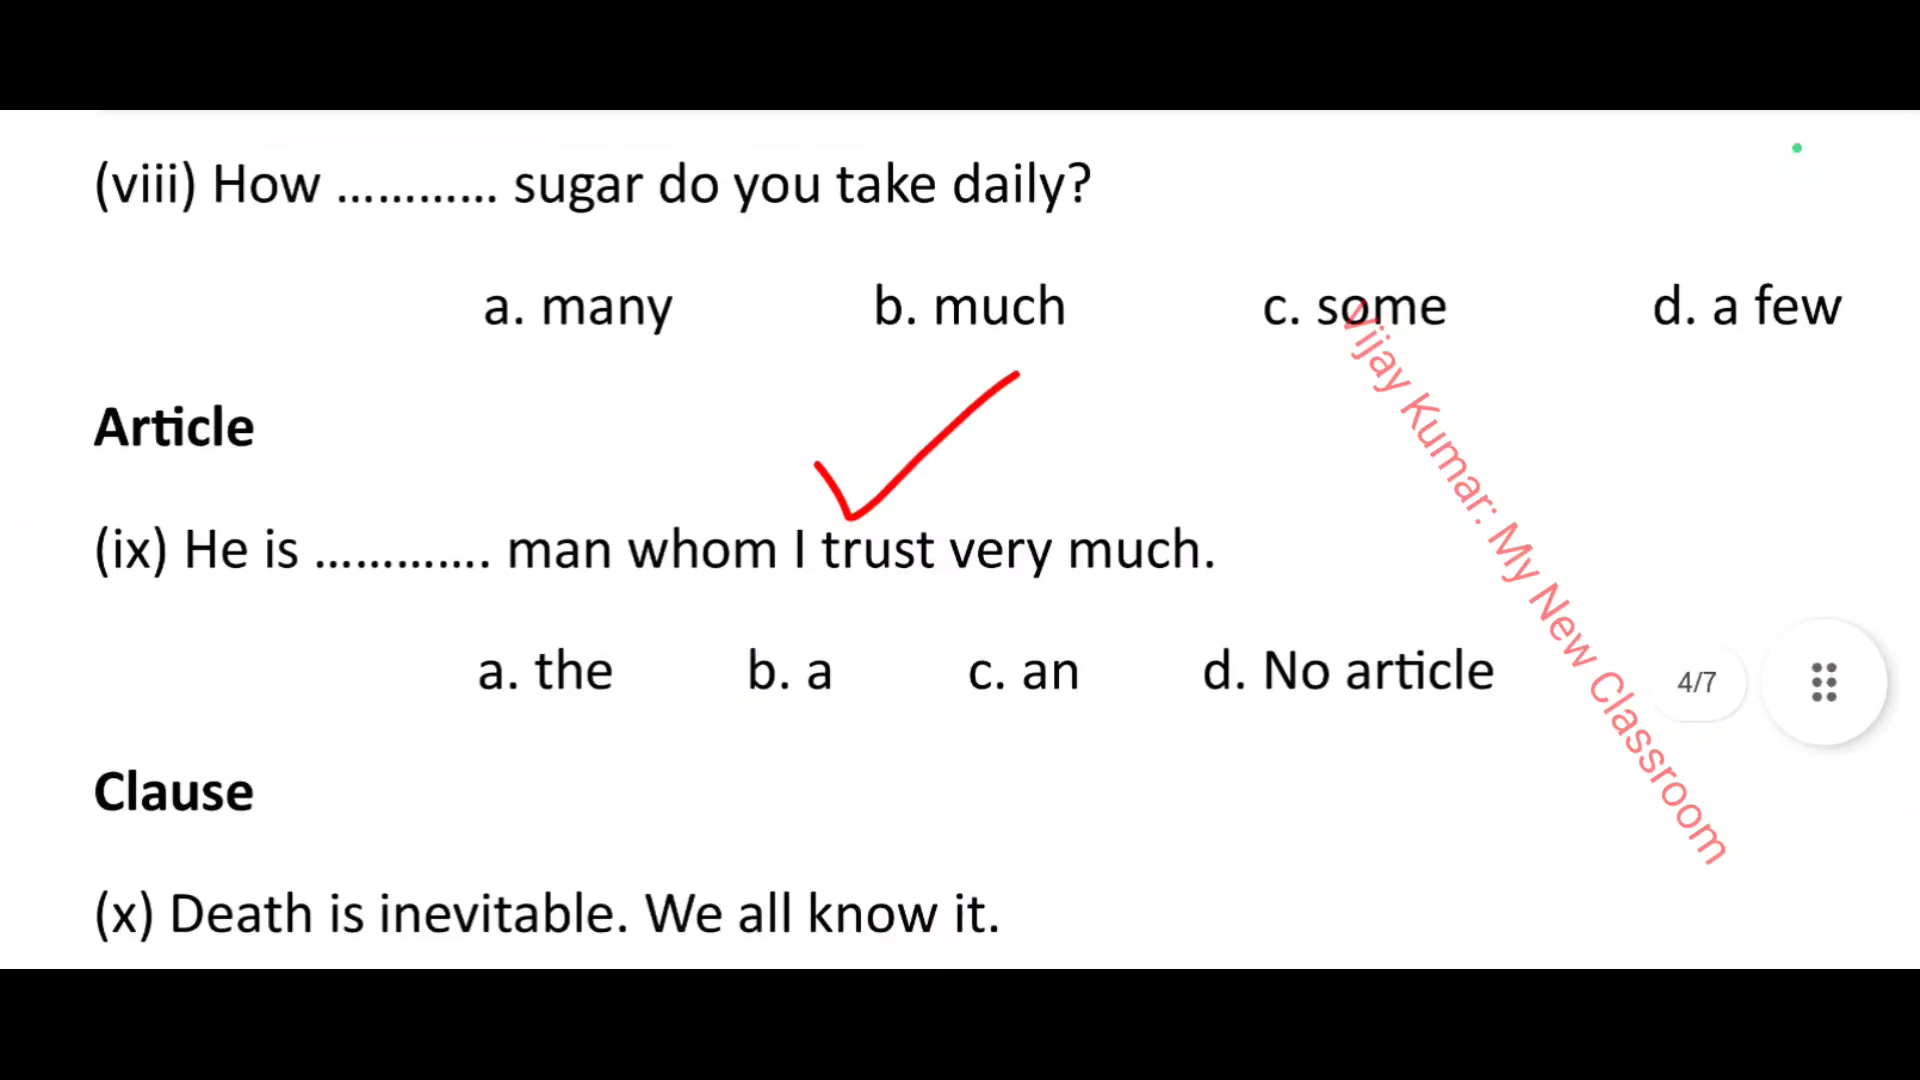 (viii) How ............ sugar do you take daily?
a. many b. much c. some d. a few
Article
(ix) He is ............. man whom I trust very much.
a. the b. a c. an d. No article
Clause
(x) Death is inevitable. We all know it.
Vijay Kumar: My New Classroom
4/7